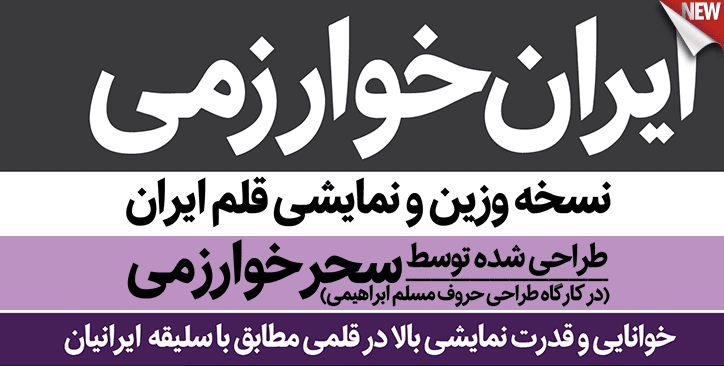 NEW
ایران خوارزمی
نسخه وزین و نمایشی قلم ایران
طراحی شده توسط سحر خوارزمی
(در کارگاه طراحی حروف مسلم ابراهیمی)
خوانایی و قدرت نمایشی بالا در قلمی مطابق با سلیقه ایرانیان